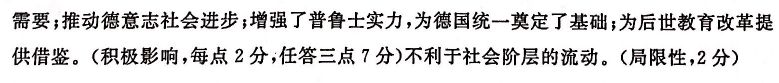 需要;推动德意志社会进步;增强了普鲁士实力,为德国统一奠定了基础;为后世教育改革提
供借鉴。(积极影响,每点 2 分,任答三点 7 分)不利于社会阶层的流动。(局限性,2 分)